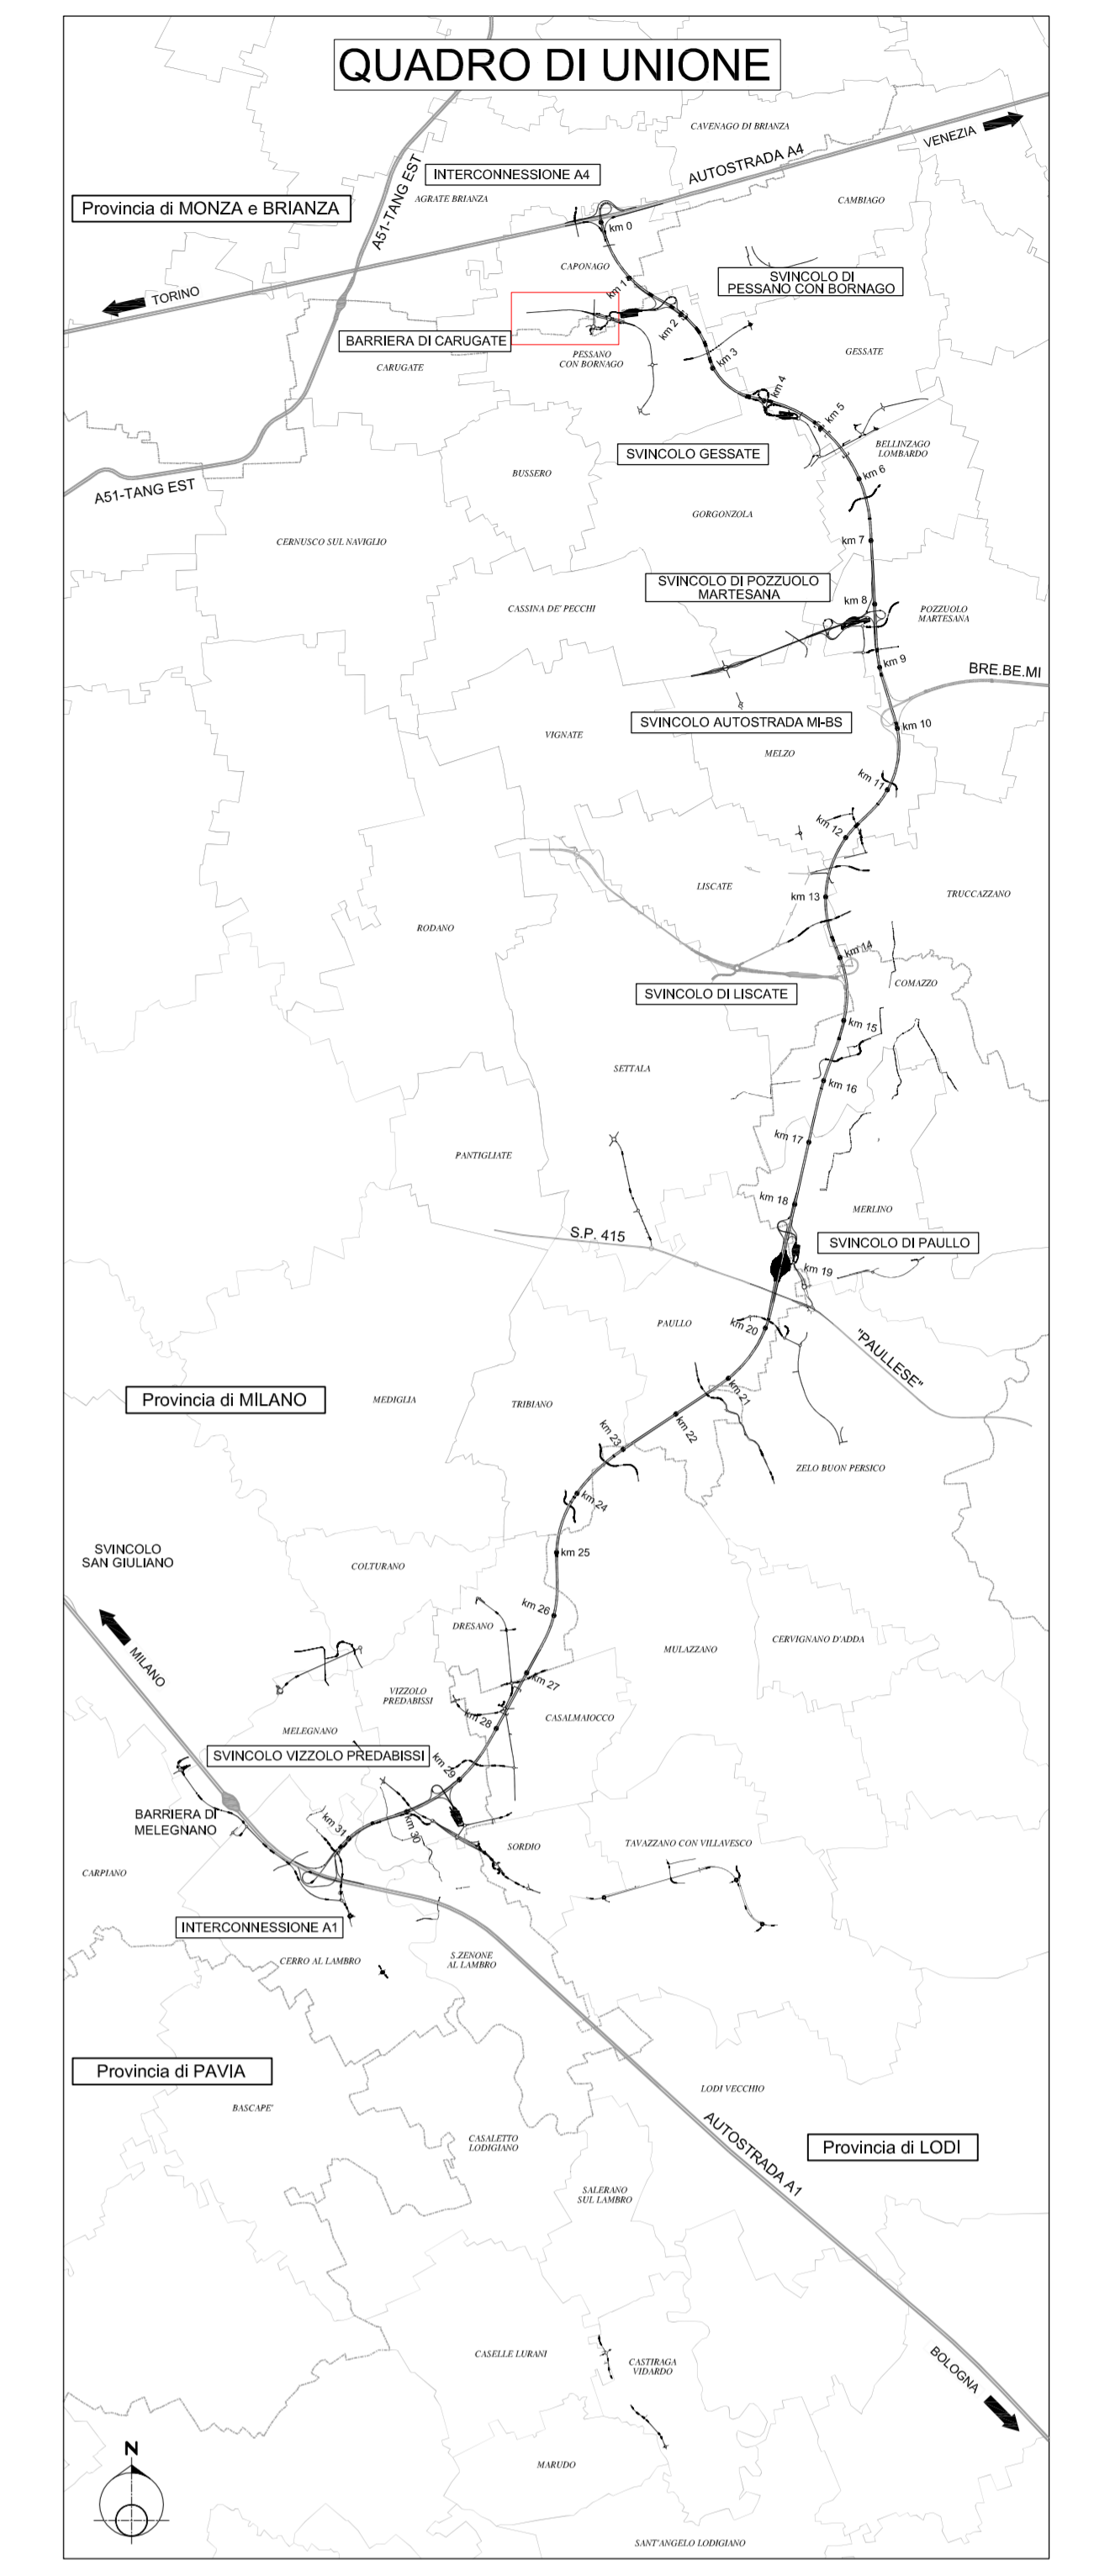 QUADRO DI UNIONE
CAVENAGO DI BRIANZA
VENEZIA
AUTOSTRADA A4
INTERCONNESSIONE A4
A51-TANG EST
Provincia di MONZA e BRIANZA
AGRATE BRIANZA
CAMBIAGO
km 0
CAPONAGO
SVINCOLO DI
PESSANO CON BORNAGO
km 1
TORINO
km 2
BARRIERA DI CARUGATE
CARUGATE
PESSANO
CON BORNAGO
km 3
GESSATE
km 4
km 5
SVINCOLO GESSATE
BELLINZAGO
LOMBARDO
A51-TANG EST
BUSSERO
km 6
GORGONZOLA
CERNUSCO SUL NAVIGLIO
km 7
SVINCOLO DI POZZUOLO
MARTESANA
km 8
CASSINA DE' PECCHI
POZZUOLO
MARTESANA
km 9
BRE.BE.MI
SVINCOLO AUTOSTRADA MI-BS
km 10
VIGNATE
MELZO
km 11
km 12
LISCATE
km 13
TRUCCAZZANO
RODANO
km 14
COMAZZO
SVINCOLO DI LISCATE
km 15
SETTALA
km 16
km 17
PANTIGLIATE
km 18
MERLINO
S.P. 415
SVINCOLO DI PAULLO
km 19
PAULLO
km 20
"PAULLESE"
km 21
Provincia di MILANO
MEDIGLIA
TRIBIANO
km 22
km 23
ZELO BUON PERSICO
km 24
SVINCOLO
SAN GIULIANO
km 25
COLTURANO
km 26
DRESANO
MULAZZANO
CERVIGNANO D'ADDA
MILANO
km 27
VIZZOLO
PREDABISSI
km 28
CASALMAIOCCO
MELEGNANO
SVINCOLO VIZZOLO PREDABISSI
km 29
BARRIERA DI
MELEGNANO
km 31
km 30
SORDIO
TAVAZZANO CON VILLAVESCO
CARPIANO
INTERCONNESSIONE A1
CERRO AL LAMBRO
S.ZENONE
AL LAMBRO
Provincia di PAVIA
LODI VECCHIO
BASCAPE'
AUTOSTRADA A1
CASALETTO
LODIGIANO
Provincia di LODI
SALERANO
SUL LAMBRO
CASELLE LURANI
CASTIRAGA
VIDARDO
BOLOGNA
N
MARUDO
SANT'ANGELO LODIGIANO